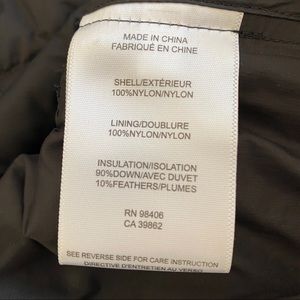 MADE IN CHINA
FABRIQUÉ EN CHINE
SHELL/EXTÉRIEUR
100%NYLON/NYLON
LINING/DOUBLURE
100%NYLON/NYLON
INSULATION/ISOLATION
90%DOWN/AVEC DUVET
10%FEATHERS/PLUMES
RN 98406
CA 39862
SEE REVERSE SIDE FOR CARE INSTRUCTION
DIRECTIVE D'ENTRETIEN AU VERSO